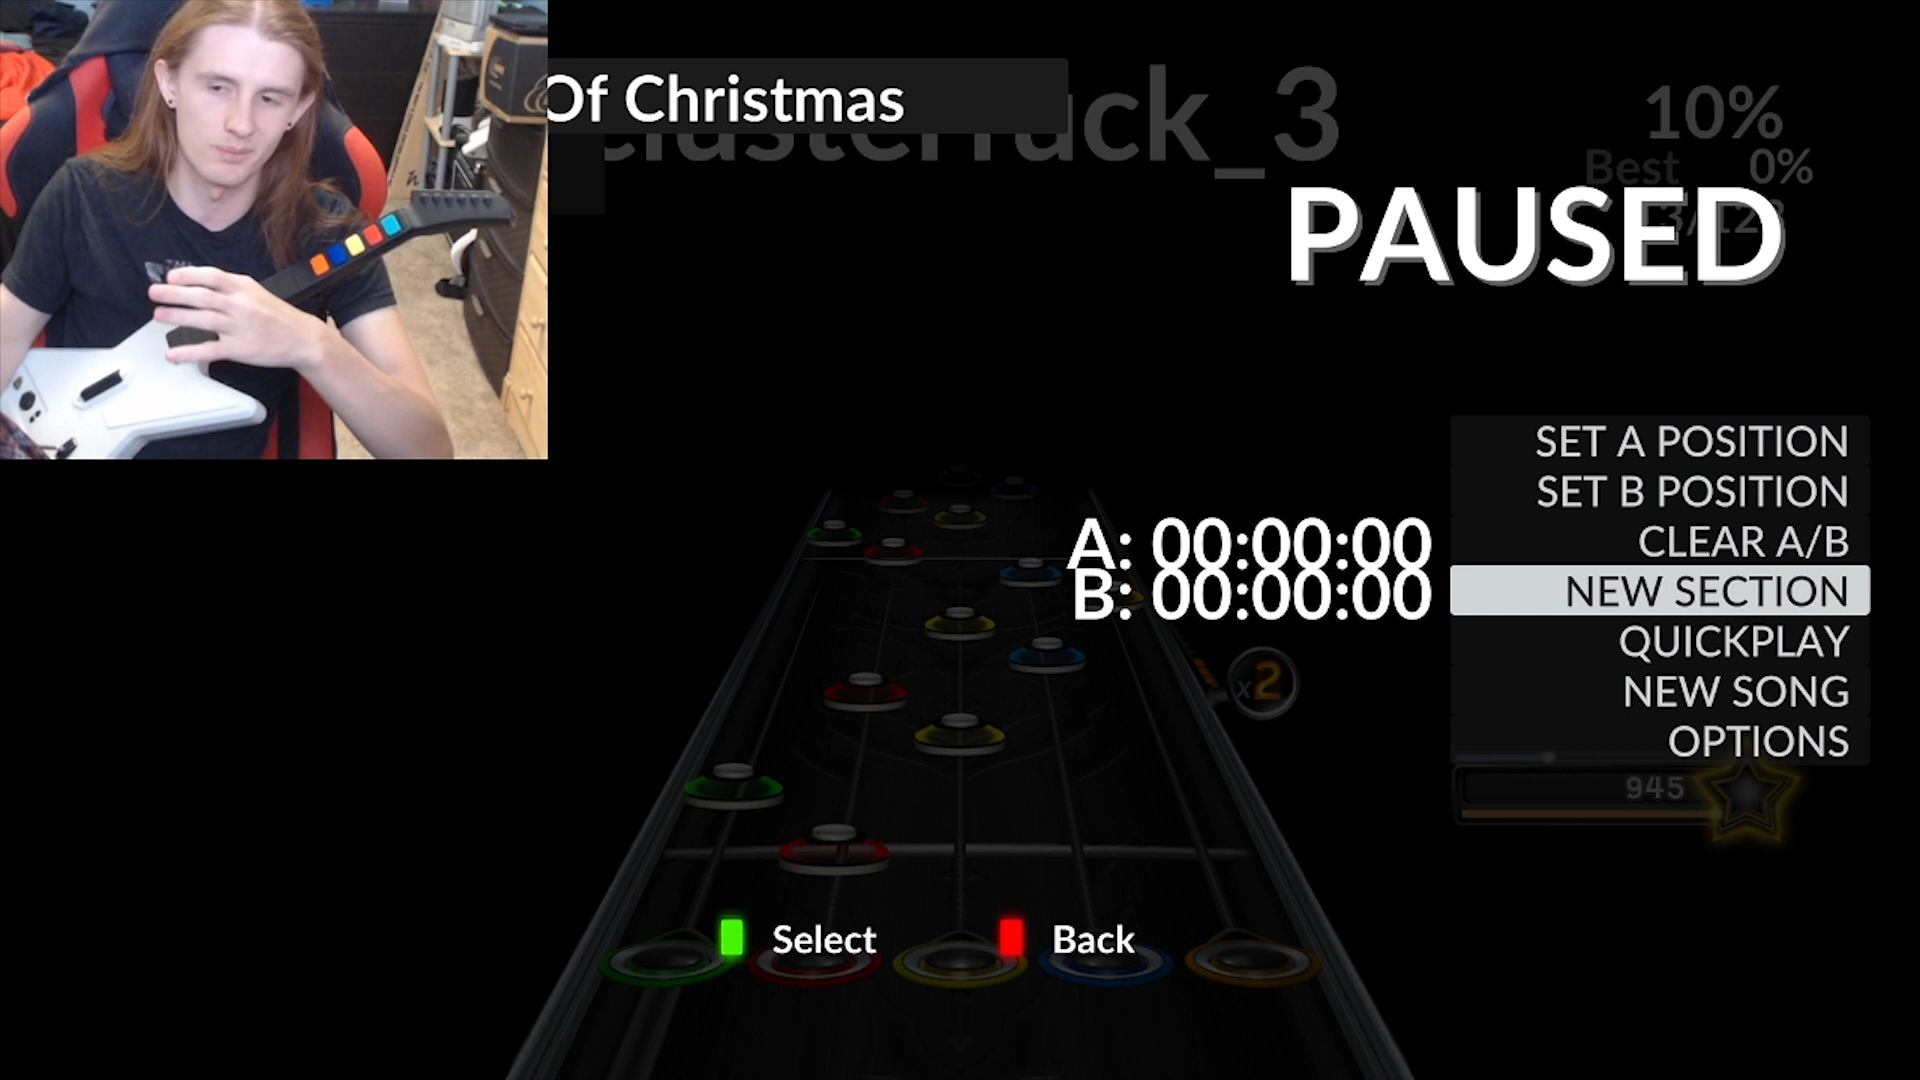 Of Christmas
10%
Best 0%
PAUSED
SET A POSITION
SET B POSITION
A: 00:00:00
CLEAR A/B
B: 00:00:00
NEW SECTION
QUICKPLAY
x2
NEW SONG
OPTIONS
945
Select
Back